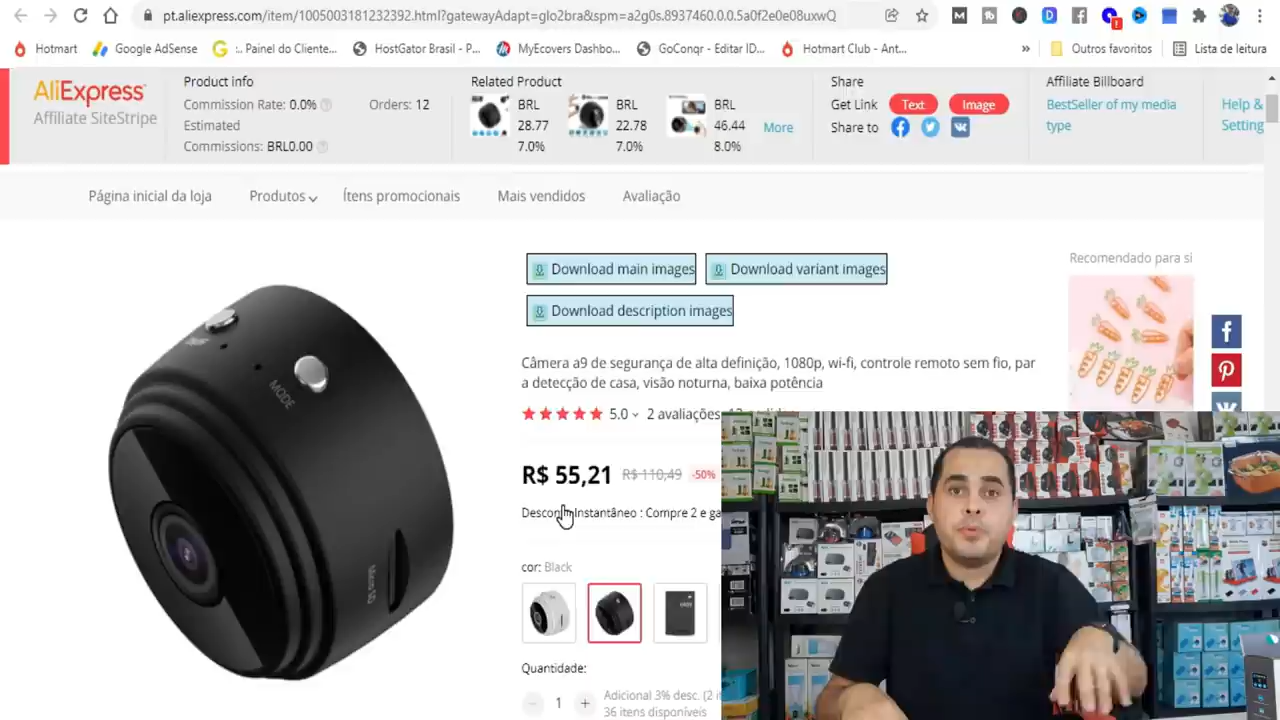 pt.aliexpress.com/item/1005003181232392.html?gatewayAdapt=glo2bra&spm=a2g0s.8937460.0.0.5a0f2e0e08uxwQ
Hotmart
Google AdSense
:. Painel do Cliente...
HostGator Brasil - P...
MyEcovers Dashbo...
GoConqr - Editar ID...
Hotmart Club - Ant...
»
Outros favoritos
Lista de leitura
AliExpress
Affiliate SiteStripe
Product info
Commission Rate: 0.0%
Orders: 12
Estimated
Commissions: BRL0.00
Related Product
BRL
28.77
7.0%
BRL
22.78
7.0%
BRL
46.44
8.0%
More
Share
Get Link
Text
Image
Share to
Affiliate Billboard
BestSeller of my media
type
Help &
Setting
Página inicial da loja
Produtos
Ítens promocionais
Mais vendidos
Avaliação
Download main images
Download variant images
Download description images
Recomendado para si
Câmera a9 de segurança de alta definição, 1080p, wi-fi, controle remoto sem fio, par
a detecção de casa, visão noturna, baixa potência
5.0
2 avaliações
R$ 55,21
R$ 110,49
-50%
Instantâneo : Compre 2 e ga
cor: Black
Quantidade:
1
Adicional 3% desc. (2 i
36 itens disponíveis
MODE